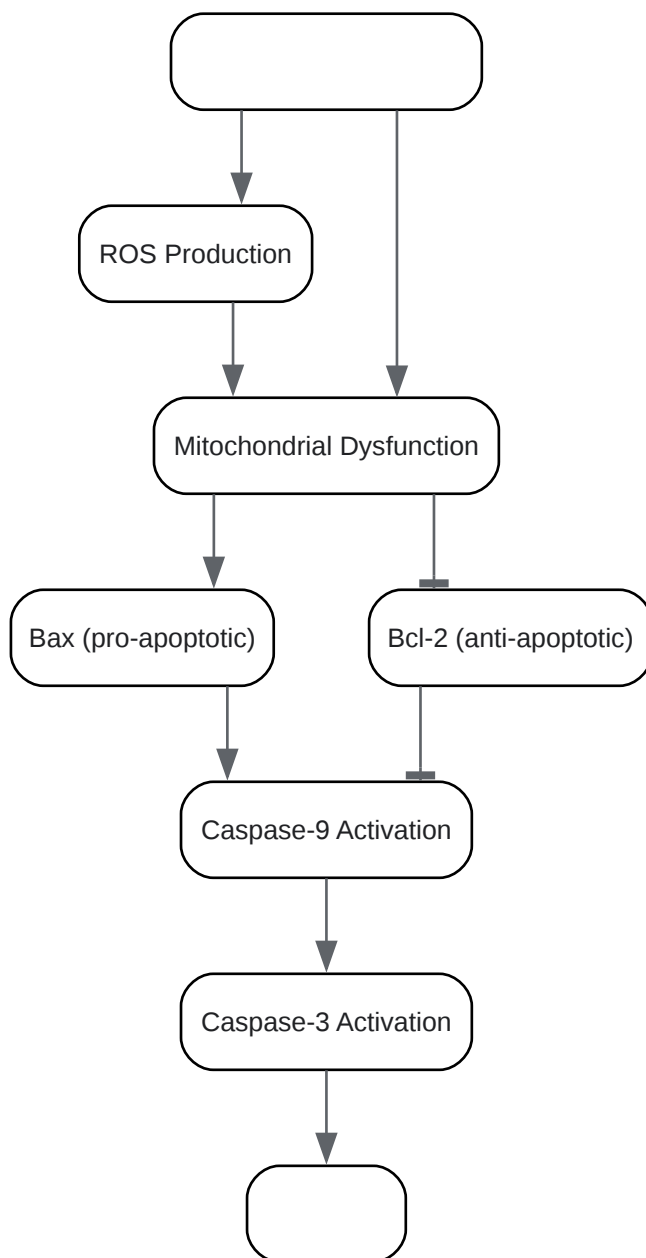 ROS Production
Mitochondrial Dysfunction
Bax (pro-apoptotic)
Bcl-2 (anti-apoptotic)
Caspase-9 Activation
Caspase-3 Activation